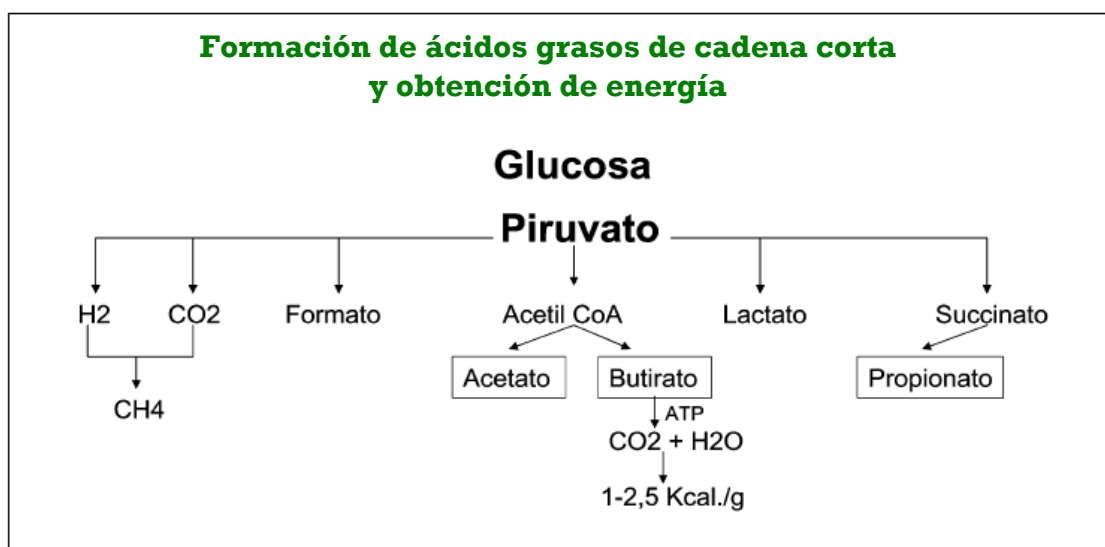 Formación de ácidos grasos de cadena corta
y obtención de energía
Glucosa
Piruvato
H2 CO2 Formato Acetil CoA Lactato Succinato
Acetato Butirato Propionato
CH4
ATP
CO2 + H2O
1-2,5 Kcal./g